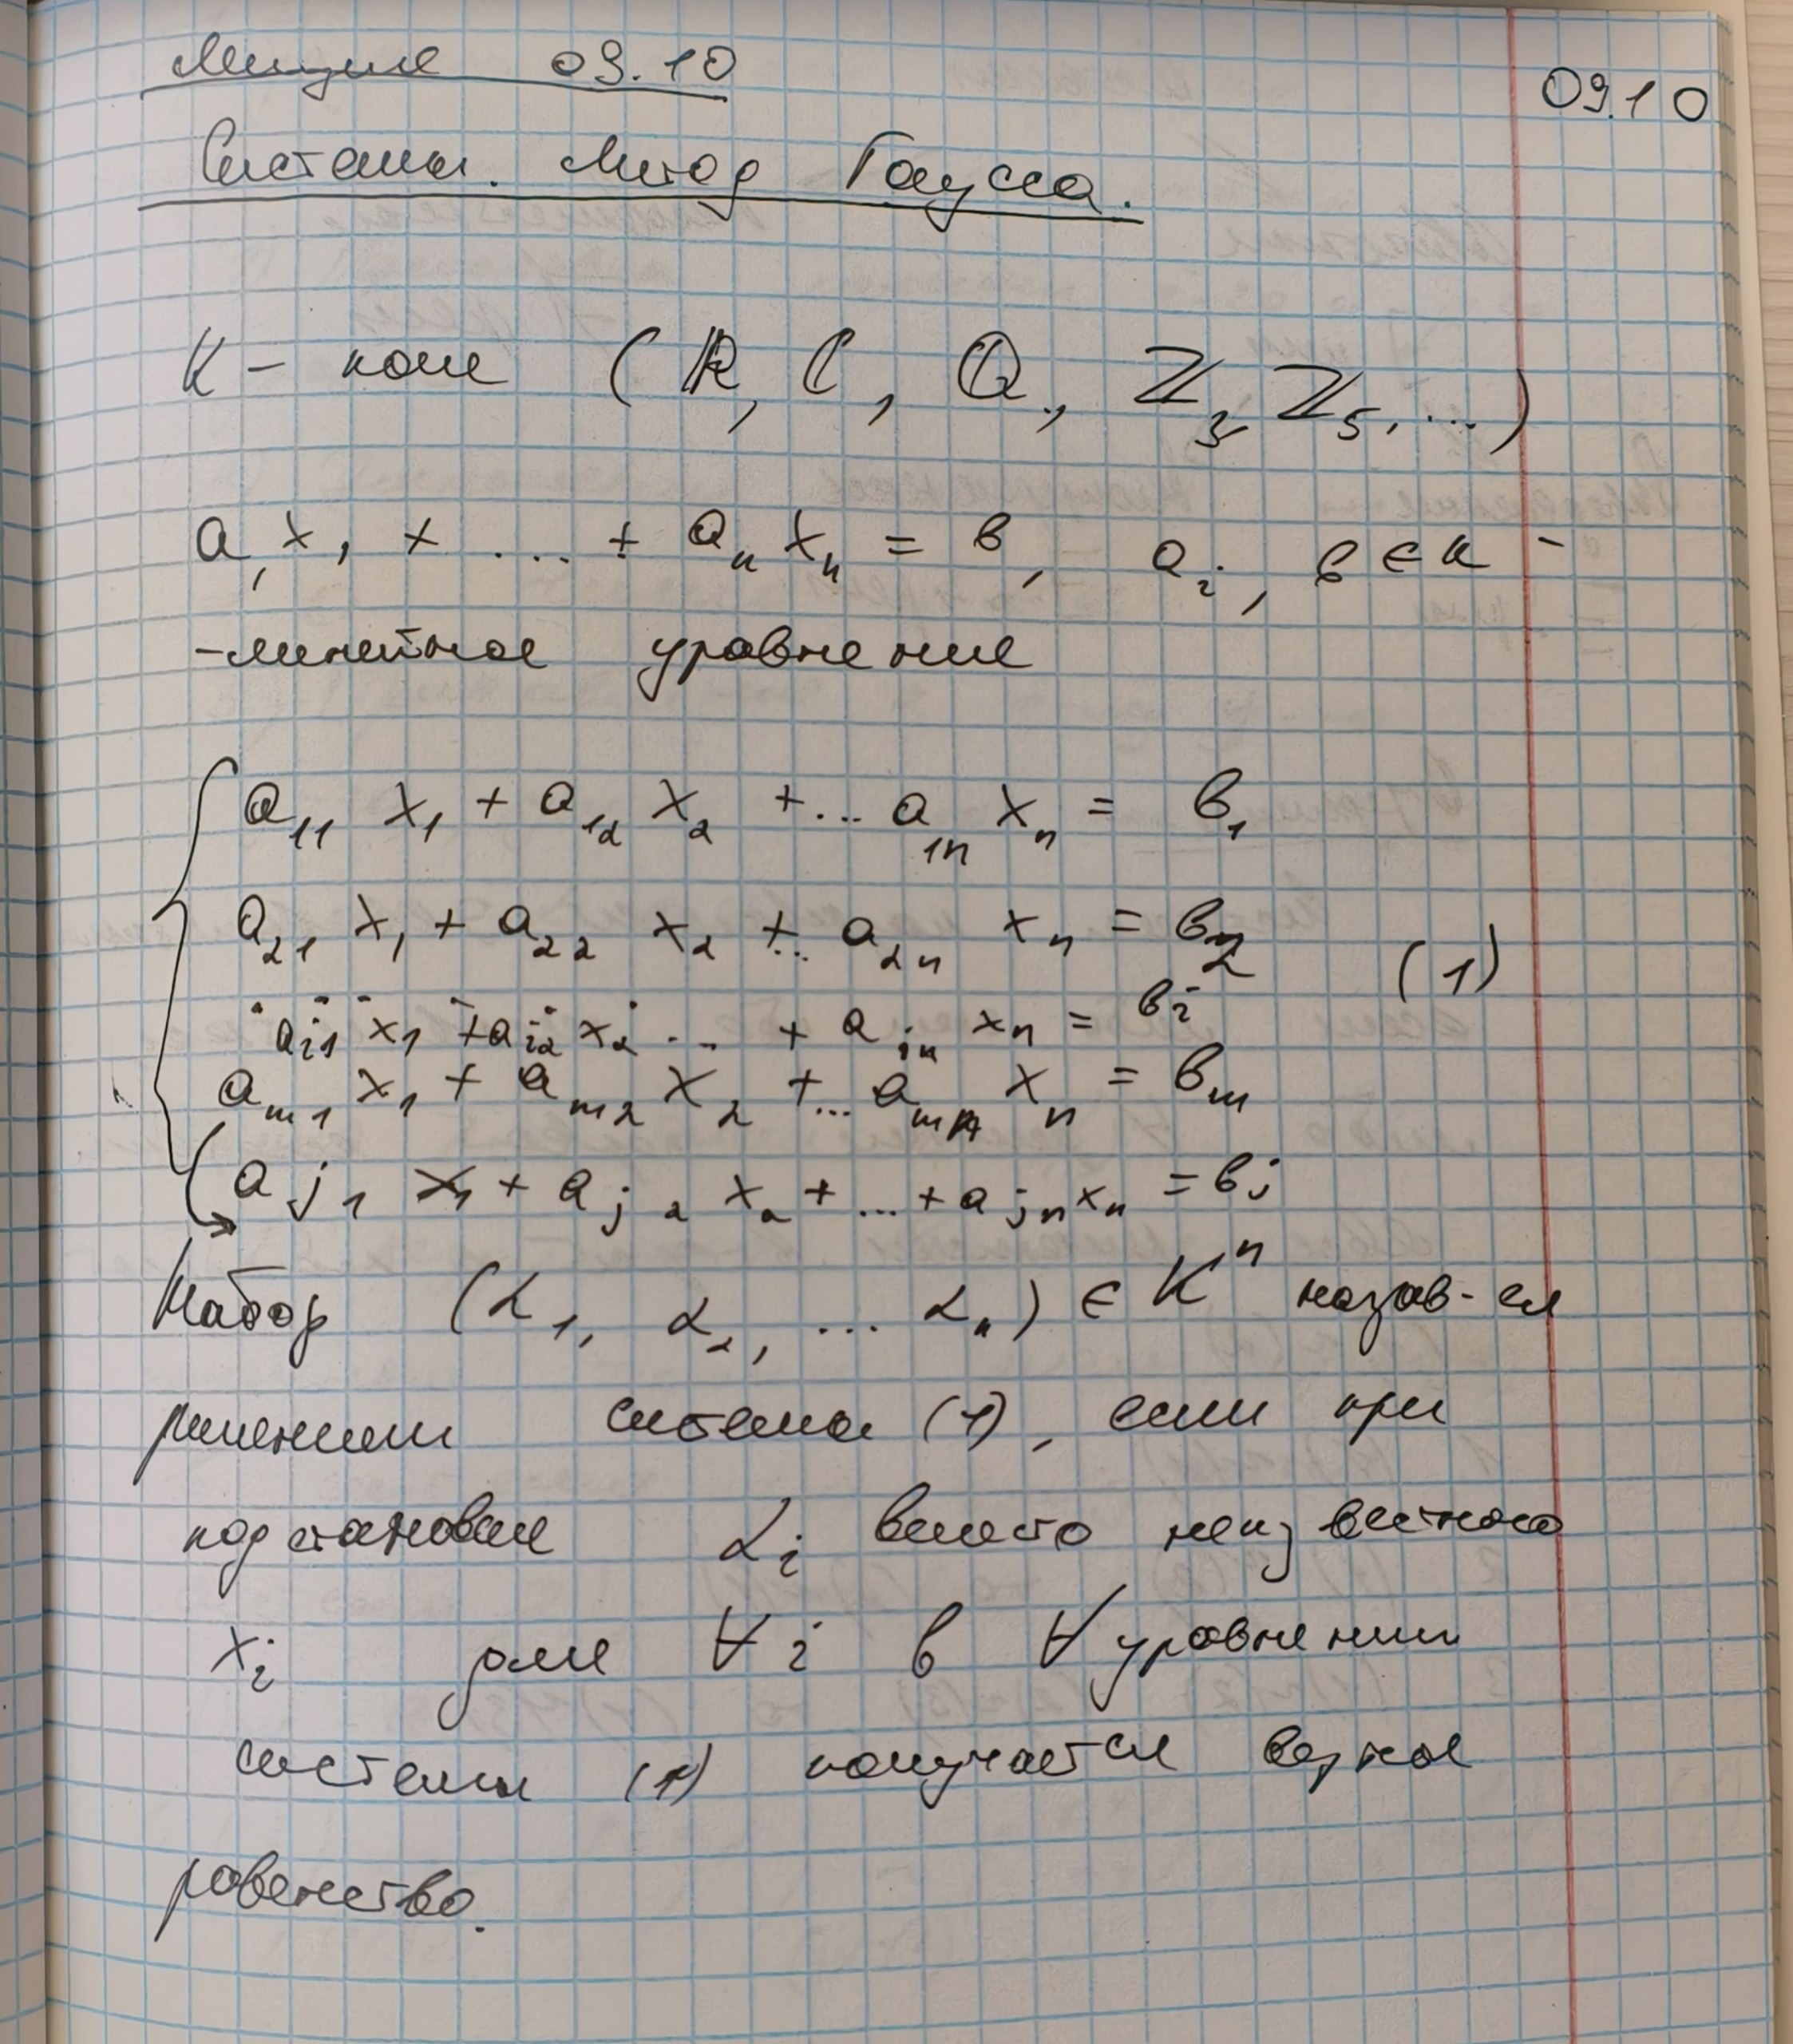 Лекция 09.10
09.10
Системы. Метод Гаусса.
K - поле (ℝ, ℂ, ℚ, ℤ₃, ℤ₅, ...)
a₁x₁ + ... + aₙxₙ = b, aᵢ, b ∈ K -
- линейное уравнение
a₁₁ x₁ + a₁₂ x₂ + ... a₁ₙ xₙ = b₁
a₂₁ x₁ + a₂₂ x₂ + ... a₂ₙ xₙ = b₂ (1)
aᵢ₁ x₁ + aᵢ₂ x₂ ... + aᵢₙ xₙ = bᵢ
aₘ₁ x₁ + aₘ₂ x₂ + ... aₘₙ xₙ = bₘ
aⱼ₁ x₁ + aⱼ₂ x₂ + ... + aⱼₙ xₙ = bⱼ
Набор (α₁, α₂, ... αₙ) ∈ Kⁿ назыв-ся
решением системы (1), если при
подстановке αᵢ вместо неизвестного
xᵢ для ∀ i в ∀ уравнении
системы (1) получается верное
равенство.